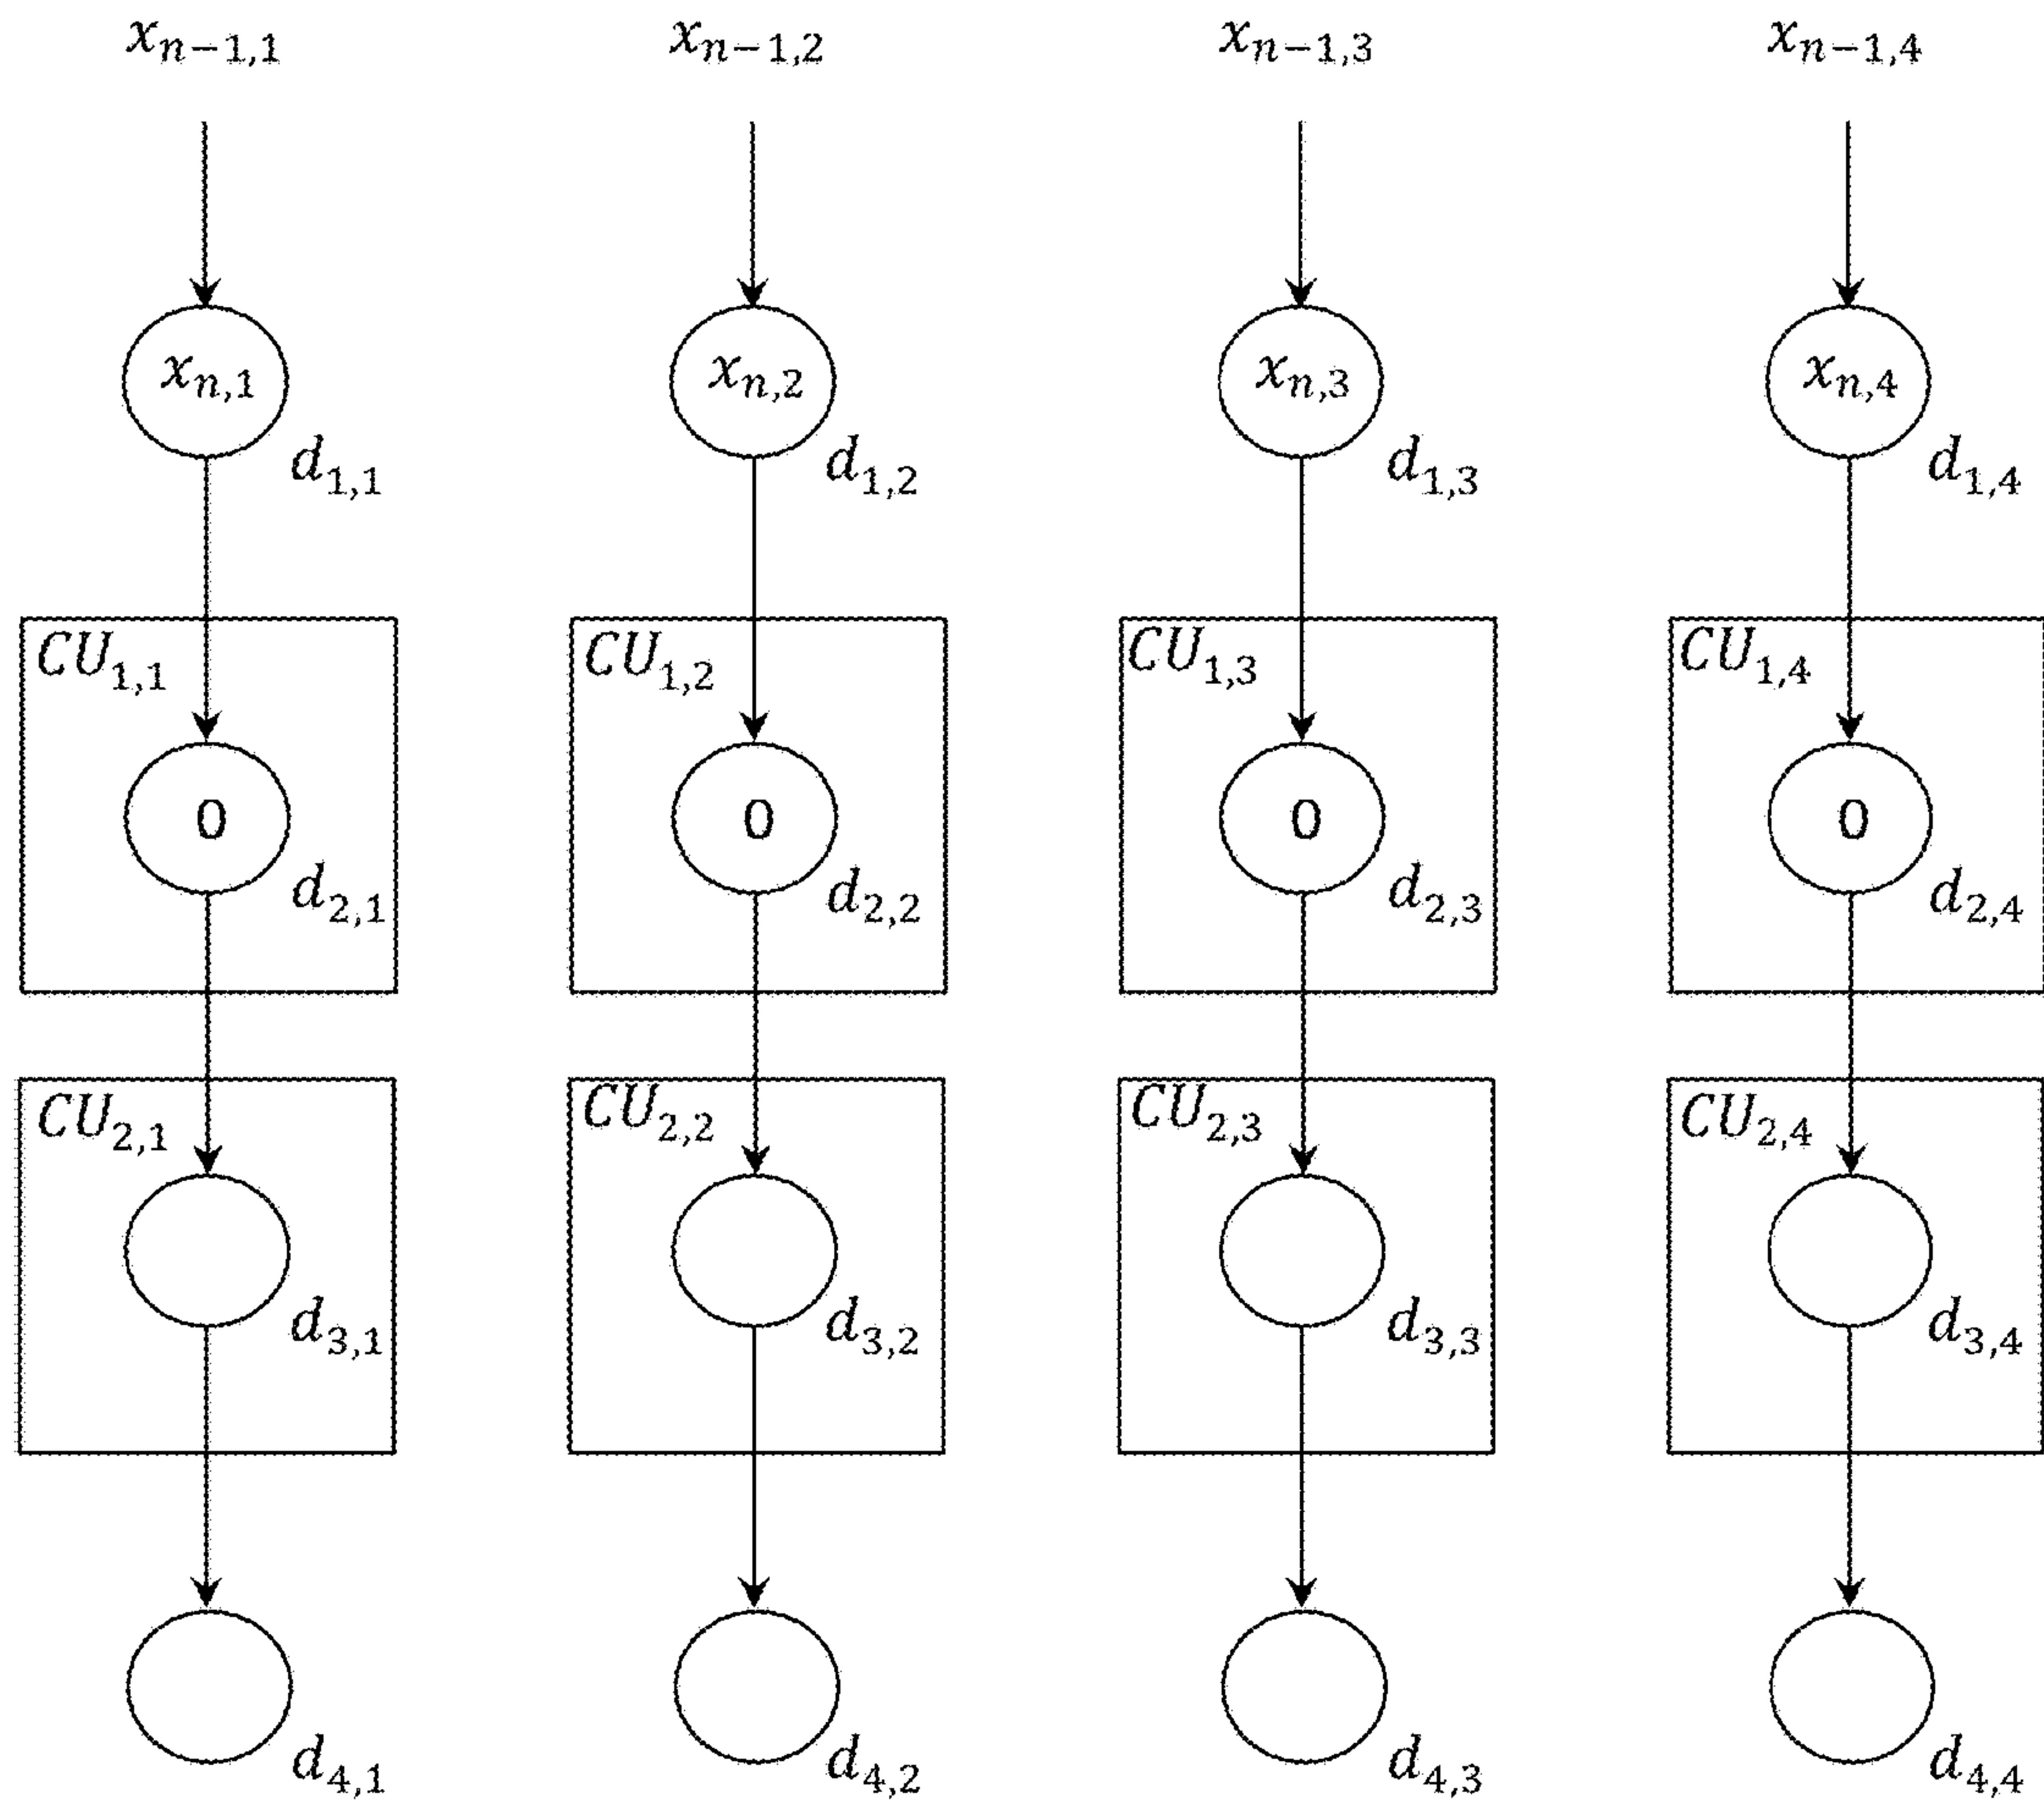 x_{n-1,1} x_{n-1,2} x_{n-1,3} x_{n-1,4}
x_{n,1} x_{n,2} x_{n,3} x_{n,4}
d_{1,1} d_{1,2} d_{1,3} d_{1,4}
CU_{1,1} CU_{1,2} CU_{1,3} CU_{1,4}
0 0 0 0
d_{2,1} d_{2,2} d_{2,3} d_{2,4}
CU_{2,1} CU_{2,2} CU_{2,3} CU_{2,4}
d_{3,1} d_{3,2} d_{3,3} d_{3,4}
d_{4,1} d_{4,2} d_{4,3} d_{4,4}